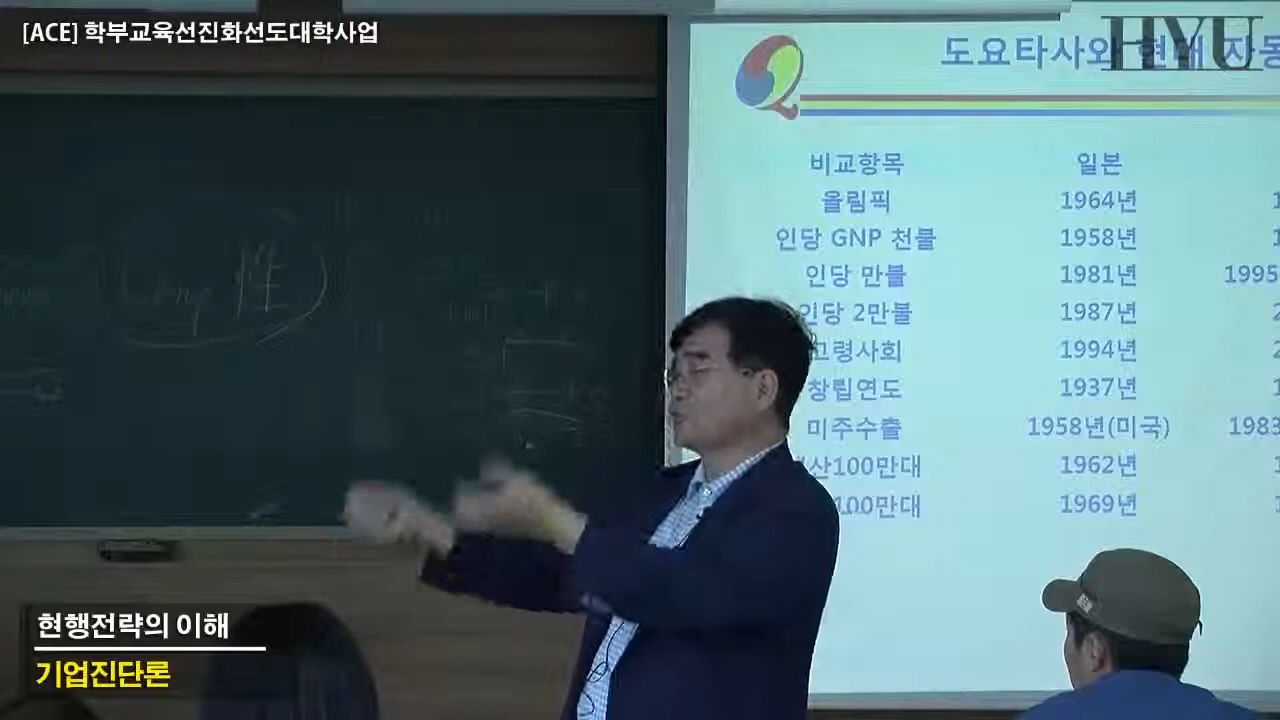 [ACE] 학부교육선진화선도대학사업
HYU
도요타사와 현대 자동
비교항목 일본
올림픽 1964년
인당 GNP 천불 1958년
인당 만불 1981년 1995
인당 2만불 1987년
고령사회 1994년
창립연도 1937년
미주수출 1958년(미국) 1983
산100만대 1962년
100만대 1969년
性
현행전략의 이해
기업진단론